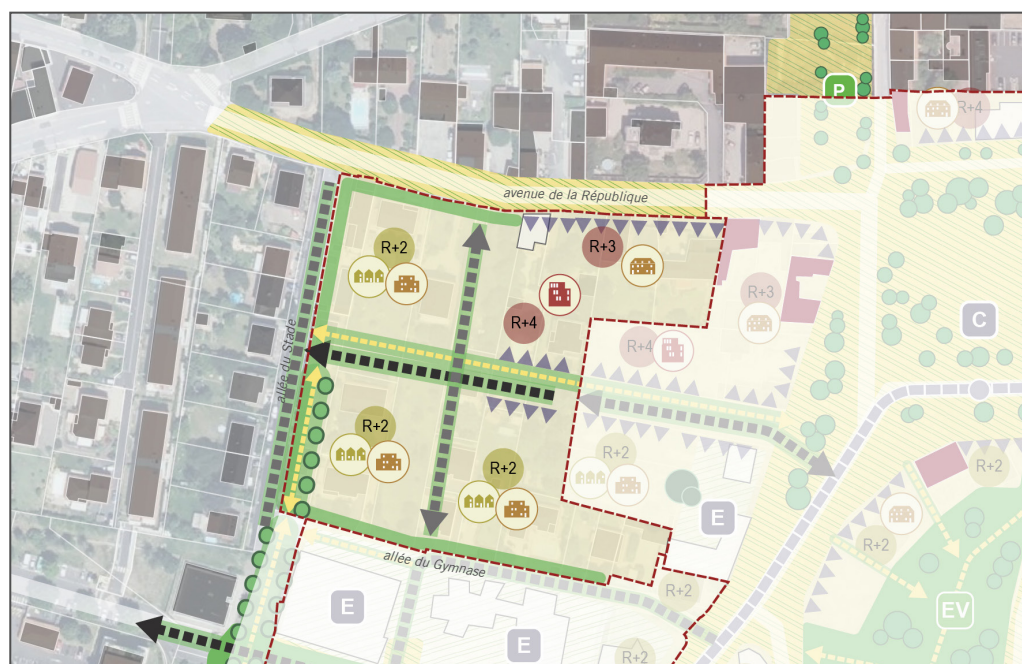 P
R+4
avenue de la République
R+2
R+3
R+3
R+4
C
R+4
allée du Stade
R+2
R+2
R+2
R+2
E
R+2
allée du Gymnase
R+2
E
EV
E
R+2